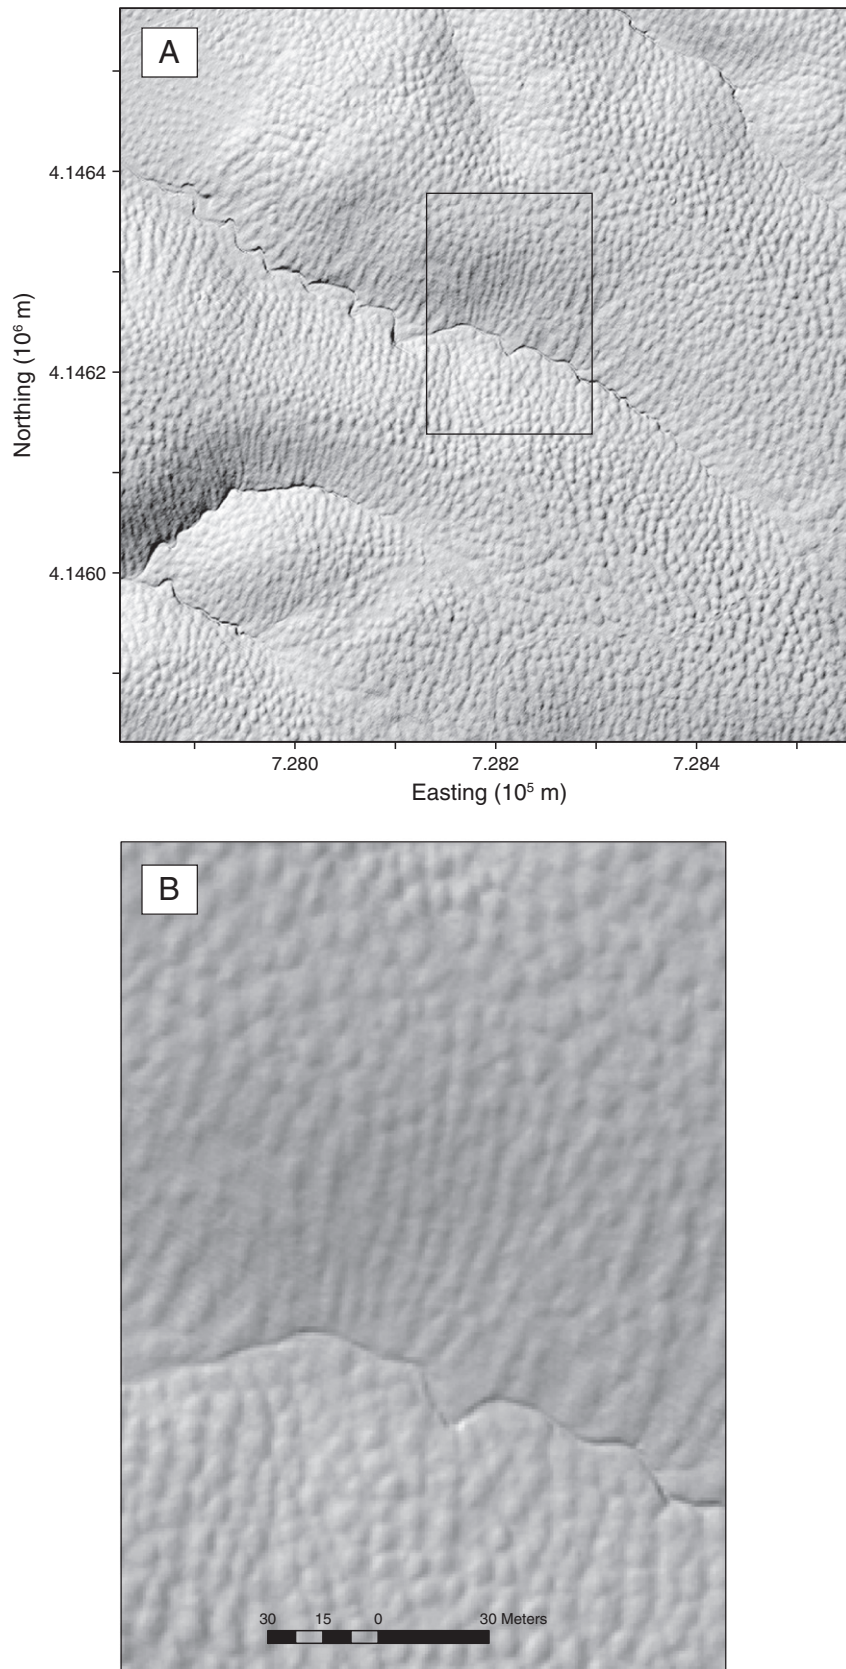 A
4.1464
4.1462
4.1460
Northing (10⁶ m)
7.280
7.282
7.284
Easting (10⁵ m)
B
30 15 0 30 Meters